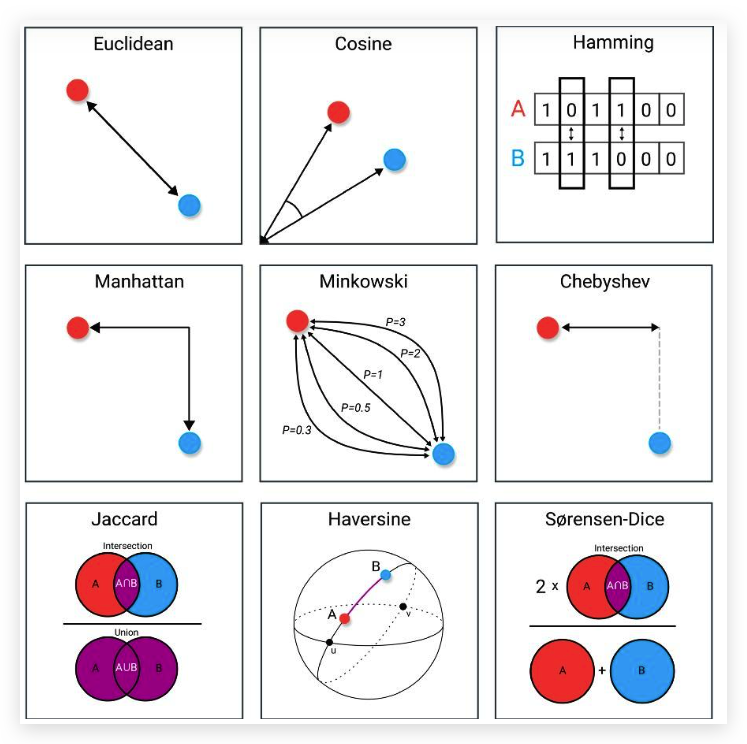 Euclidean
Cosine
Hamming
A 1 0 1 1 0 0
B 1 1 1 0 0 0
Manhattan
Minkowski
P=3
P=2
P=1
P=0.5
P=0.3
Chebyshev
Jaccard
Intersection
A A∩B B
Union
A A∪B B
Haversine
B
A
v
u
Sørensen-Dice
Intersection
2 x A A∩B B
A + B